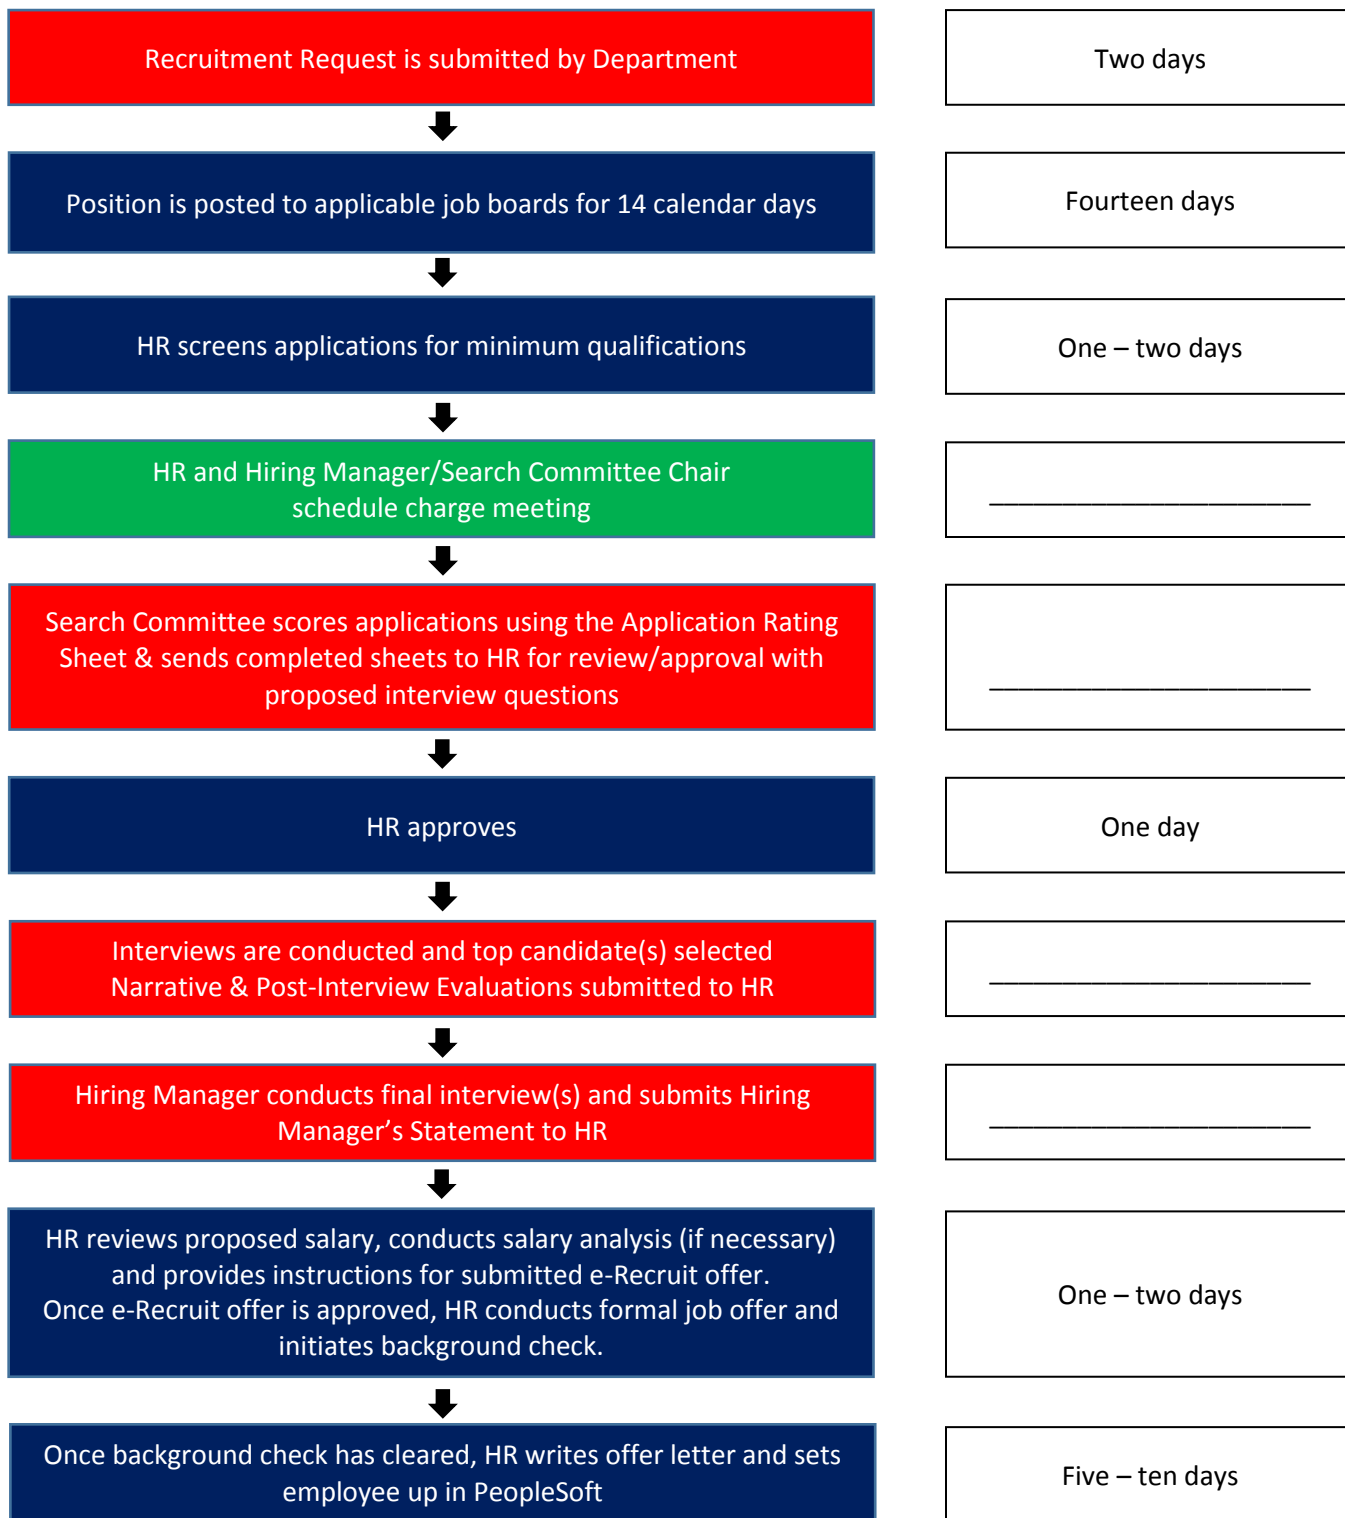 Recruitment Request is submitted by Department
Two days
Position is posted to applicable job boards for 14 calendar days
Fourteen days
HR screens applications for minimum qualifications
One – two days
HR and Hiring Manager/Search Committee Chair
schedule charge meeting
______________________
Search Committee scores applications using the Application Rating
Sheet & sends completed sheets to HR for review/approval with
proposed interview questions
______________________
HR approves
One day
Interviews are conducted and top candidate(s) selected
Narrative & Post-Interview Evaluations submitted to HR
______________________
Hiring Manager conducts final interview(s) and submits Hiring
Manager’s Statement to HR
______________________
HR reviews proposed salary, conducts salary analysis (if necessary)
and provides instructions for submitted e-Recruit offer.
Once e-Recruit offer is approved, HR conducts formal job offer and
initiates background check.
One – two days
Once background check has cleared, HR writes offer letter and sets
employee up in PeopleSoft
Five – ten days